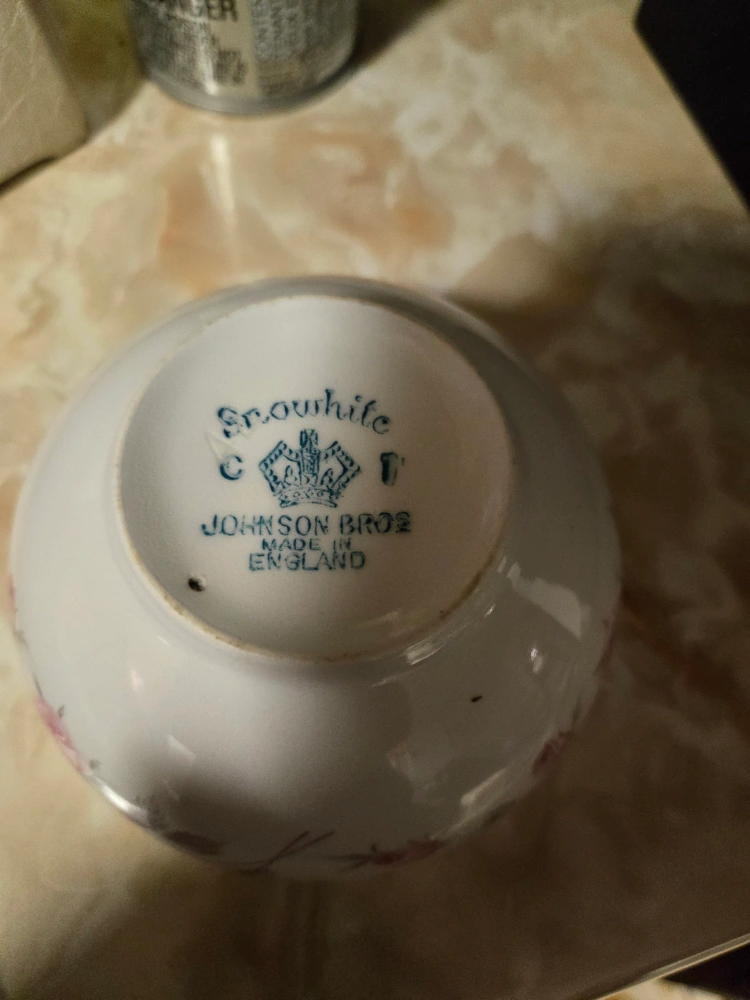 Snowhite
C T
JOHNSON BROS
MADE IN
ENGLAND